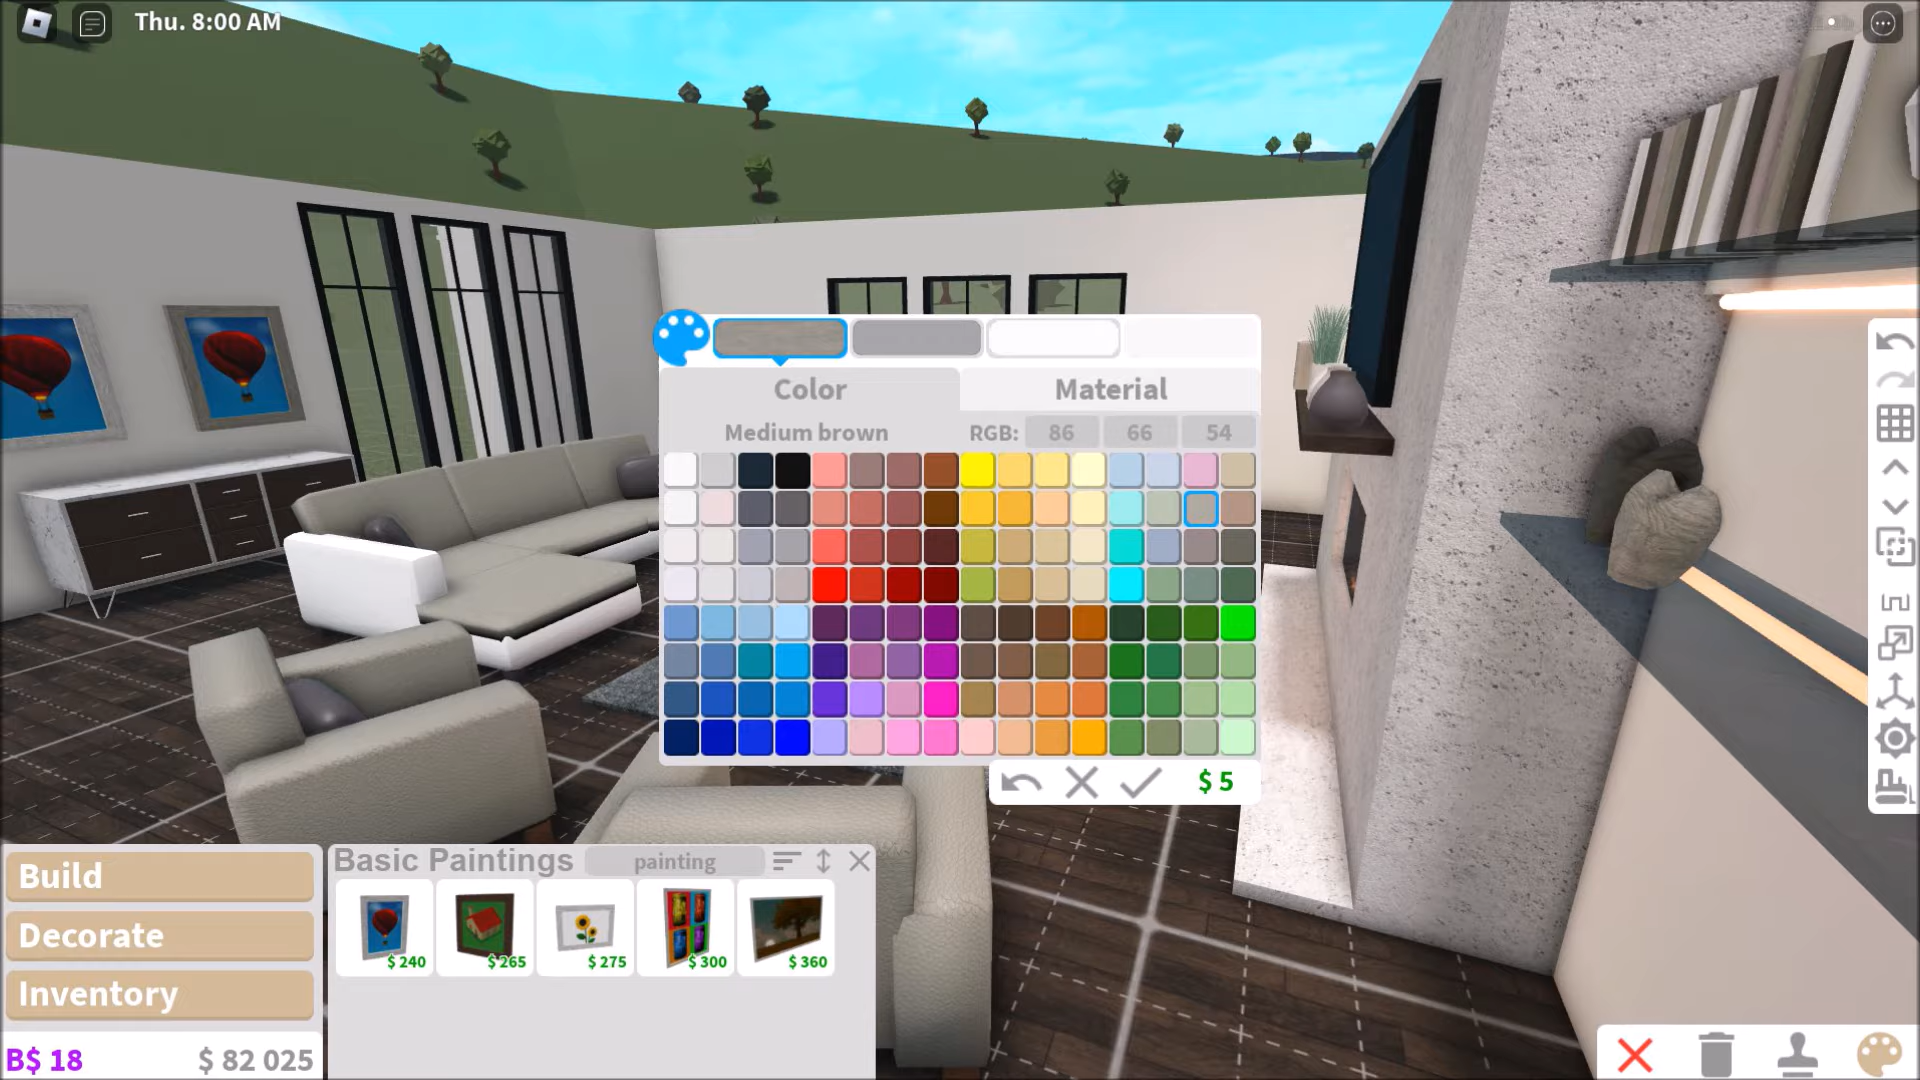 Thu. 8:00 AM
Color
Material
Medium brown
RGB: 86 66 54
$ 5
Build
Decorate
Inventory
B$ 18
$ 82 025
Basic Paintings
painting
$ 240
$ 265
$ 275
$ 300
$ 360